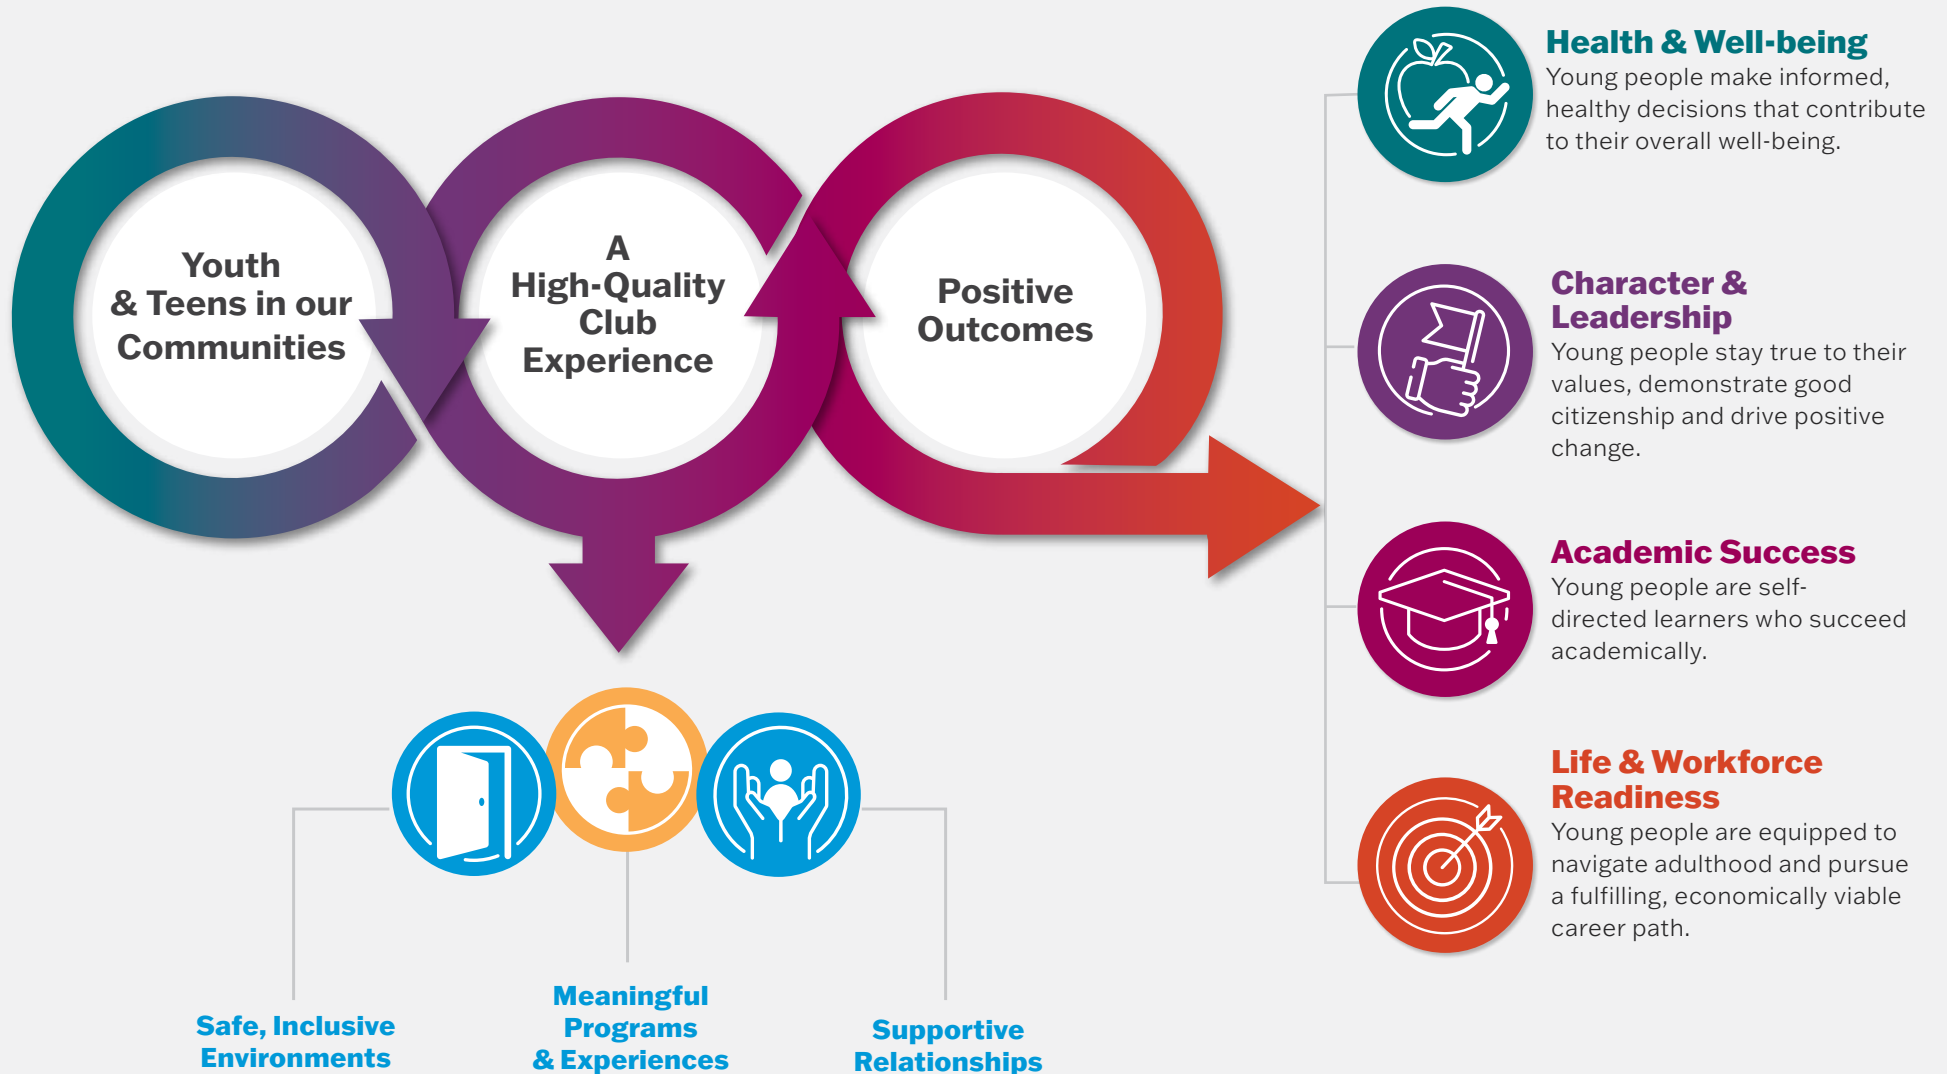 Youth
& Teens in our
Communities
A
High-Quality
Club
Experience
Positive
Outcomes
Health & Well-being
Young people make informed,
healthy decisions that contribute
to their overall well-being.
Character &
Leadership
Young people stay true to their
values, demonstrate good
citizenship and drive positive
change.
Academic Success
Young people are self-
directed learners who succeed
academically.
Life & Workforce
Readiness
Young people are equipped to
navigate adulthood and pursue
a fulfilling, economically viable
career path.
Safe, Inclusive
Environments
Meaningful
Programs
& Experiences
Supportive
Relationships